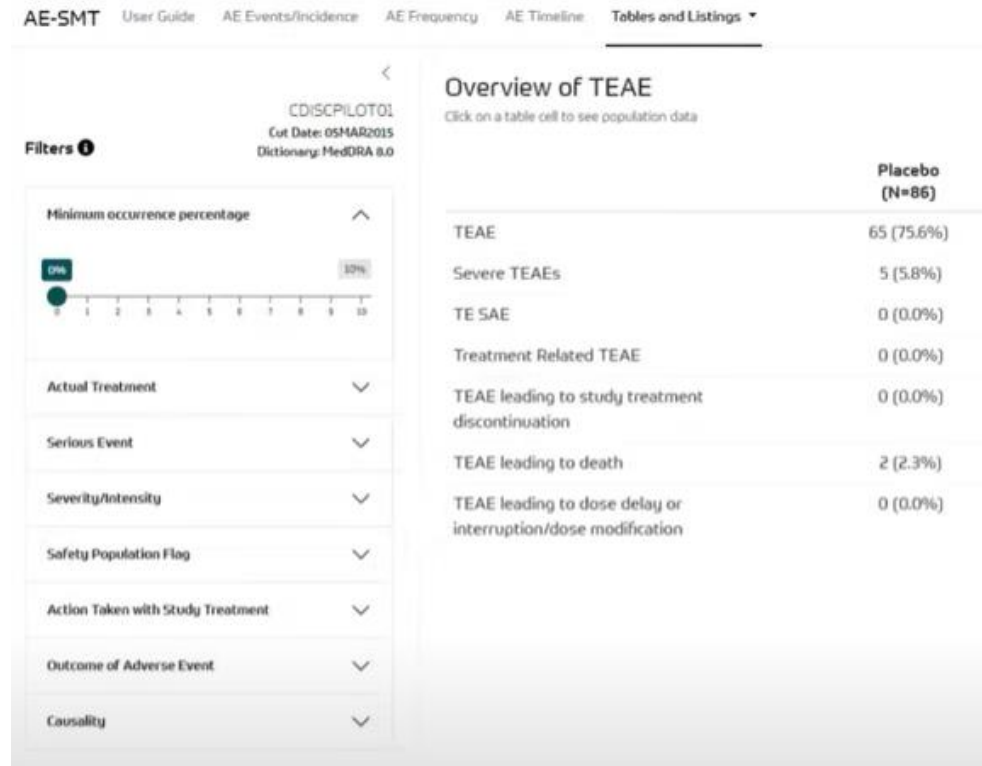 AE-SMT User Guide AE Events/Incidence AE Frequency AE Timeline Tables and Listings
CDISCPILOT01
Cut Date: 05MAR2015
Filters Dictionary: MedDRA 8.0
Minimum occurrence percentage
0% 10%
0 1 2 3 4 5 6 7 8 9 10
Actual Treatment
Serious Event
Severity/Intensity
Safety Population Flag
Action Taken with Study Treatment
Outcome of Adverse Event
Causality
Overview of TEAE
Click on a table cell to see population data
Placebo
(N=86)
TEAE 65 (75.6%)
Severe TEAEs 5 (5.8%)
TE SAE 0 (0.0%)
Treatment Related TEAE 0 (0.0%)
TEAE leading to study treatment 0 (0.0%)
discontinuation
TEAE leading to death 2 (2.3%)
TEAE leading to dose delay or 0 (0.0%)
interruption/dose modification